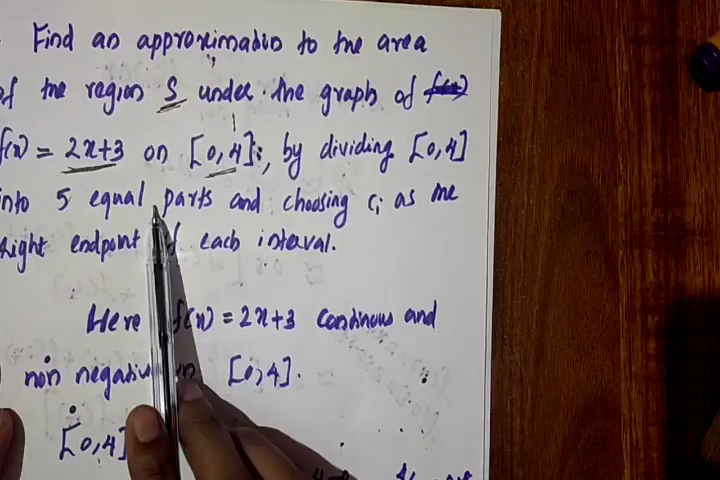 Find an approximation to the area
of the region S under the graph of f(x)
f(x) = 2x+3 on [0,4], by dividing [0,4]
into 5 equal parts and choosing ci as the
right endpoint of each interval.
Here f(x) = 2x+3 continous and
non negative in [0,4].
[0,4]